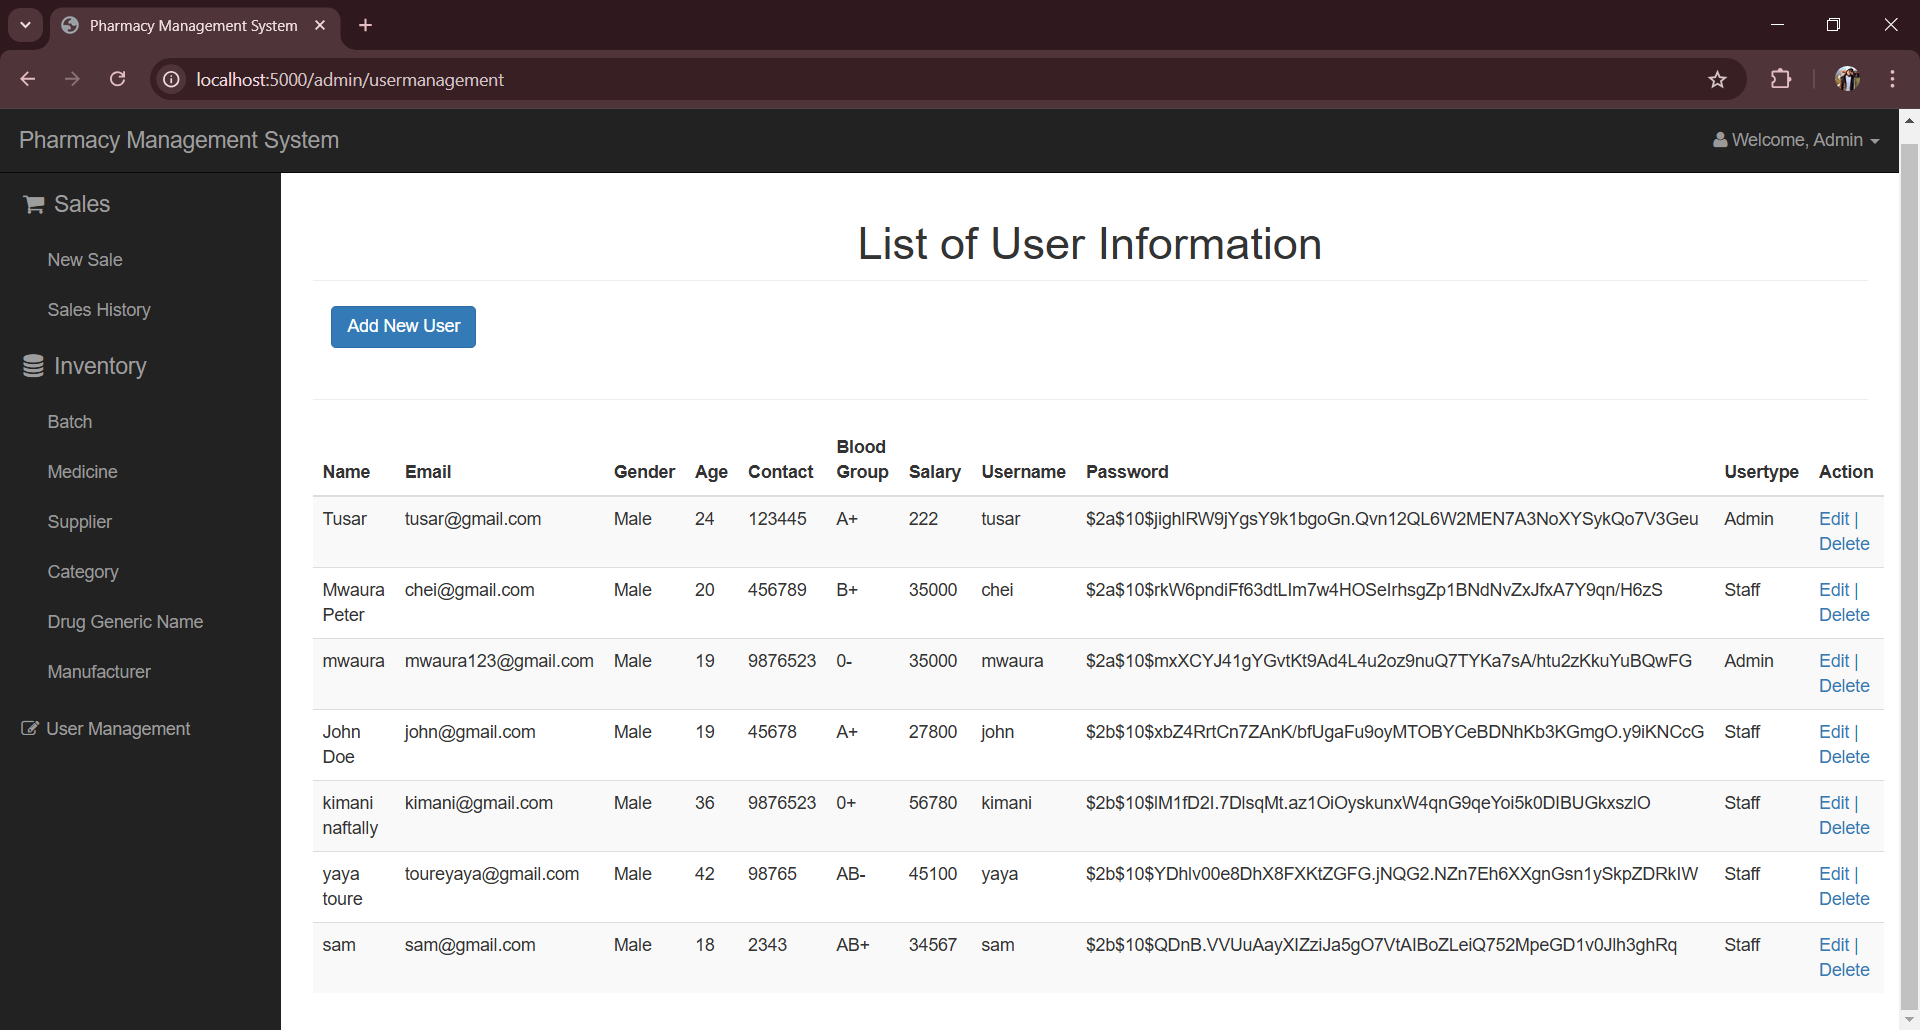 Pharmacy Management System
localhost:5000/admin/usermanagement
Pharmacy Management System
Welcome, Admin
Sales
New Sale
Sales History
Inventory
Batch
Medicine
Supplier
Category
Drug Generic Name
Manufacturer
User Management
List of User Information
Add New User
Name Email Gender Age Contact Blood Group Salary Username Password Usertype Action
Tusar tusar@gmail.com Male 24 123445 A+ 222 tusar $2a$10$jighlRW9jYgsY9k1bgoGn.Qvn12QL6W2MEN7A3NoXYSykQo7V3Geu Admin Edit |
Delete
Mwaura chei@gmail.com Male 20 456789 B+ 35000 chei $2a$10$rkW6pndiFf63dtLIm7w4HOSeIrhsgZp1BNdNvZxJfxA7Y9qn/H6zS Staff Edit |
Peter Delete
mwaura mwaura123@gmail.com Male 19 9876523 0- 35000 mwaura $2a$10$mxXCYJ41gYGvtKt9Ad4L4u2oz9nuQ7TYKa7sA/htu2zKkuYuBQwFG Admin Edit |
Delete
John john@gmail.com Male 19 45678 A+ 27800 john $2b$10$xbZ4RrtCn7ZAnK/bfUgaFu9oyMTOBYCeBDNhKb3KGmgO.y9iKNCcG Staff Edit |
Doe Delete
kimani kimani@gmail.com Male 36 9876523 0+ 56780 kimani $2b$10$lM1fD2I.7DlsqMt.az1OiOyskunxW4qnG9qeYoi5k0DIBUGkxszlO Staff Edit |
naftally Delete
yaya toureyaya@gmail.com Male 42 98765 AB- 45100 yaya $2b$10$YDhlv00e8DhX8FXKtZGFG.jNQG2.NZn7Eh6XXgnGsn1ySkpZDRkIW Staff Edit |
toure Delete
sam sam@gmail.com Male 18 2343 AB+ 34567 sam $2b$10$QDnB.VVUuAayXIZziJa5gO7VtAlBoZLeiQ752MpeGD1v0Jlh3ghRq Staff Edit |
Delete